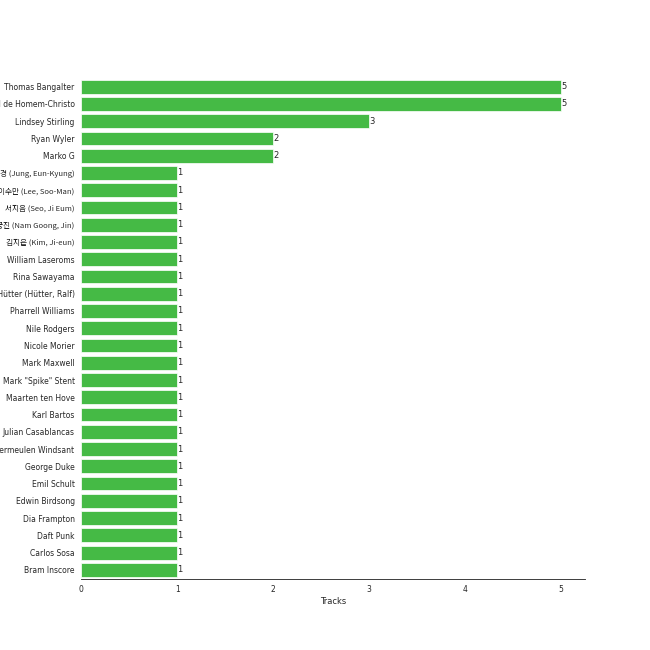 Thomas Bangalter 5
de Homem-Christo 5
Lindsey Stirling 3
Ryan Wyler 2
Marko G 2
경 (Jung, Eun-Kyung) 1
이수만 (Lee, Soo-Man) 1
서지음 (Seo, Ji Eum) 1
궁진 (Nam Goong, Jin) 1
김지은 (Kim, Ji-eun) 1
William Laseroms 1
Rina Sawayama 1
Hütter (Hütter, Ralf) 1
Pharrell Williams 1
Nile Rodgers 1
Nicole Morier 1
Mark Maxwell 1
Mark "Spike" Stent 1
Maarten ten Hove 1
Karl Bartos 1
Julian Casablancas 1
ermeulen Windsant 1
George Duke 1
Emil Schult 1
Edwin Birdsong 1
Dia Frampton 1
Daft Punk 1
Carlos Sosa 1
Bram Inscore 1
0 1 2 3 4 5
Tracks